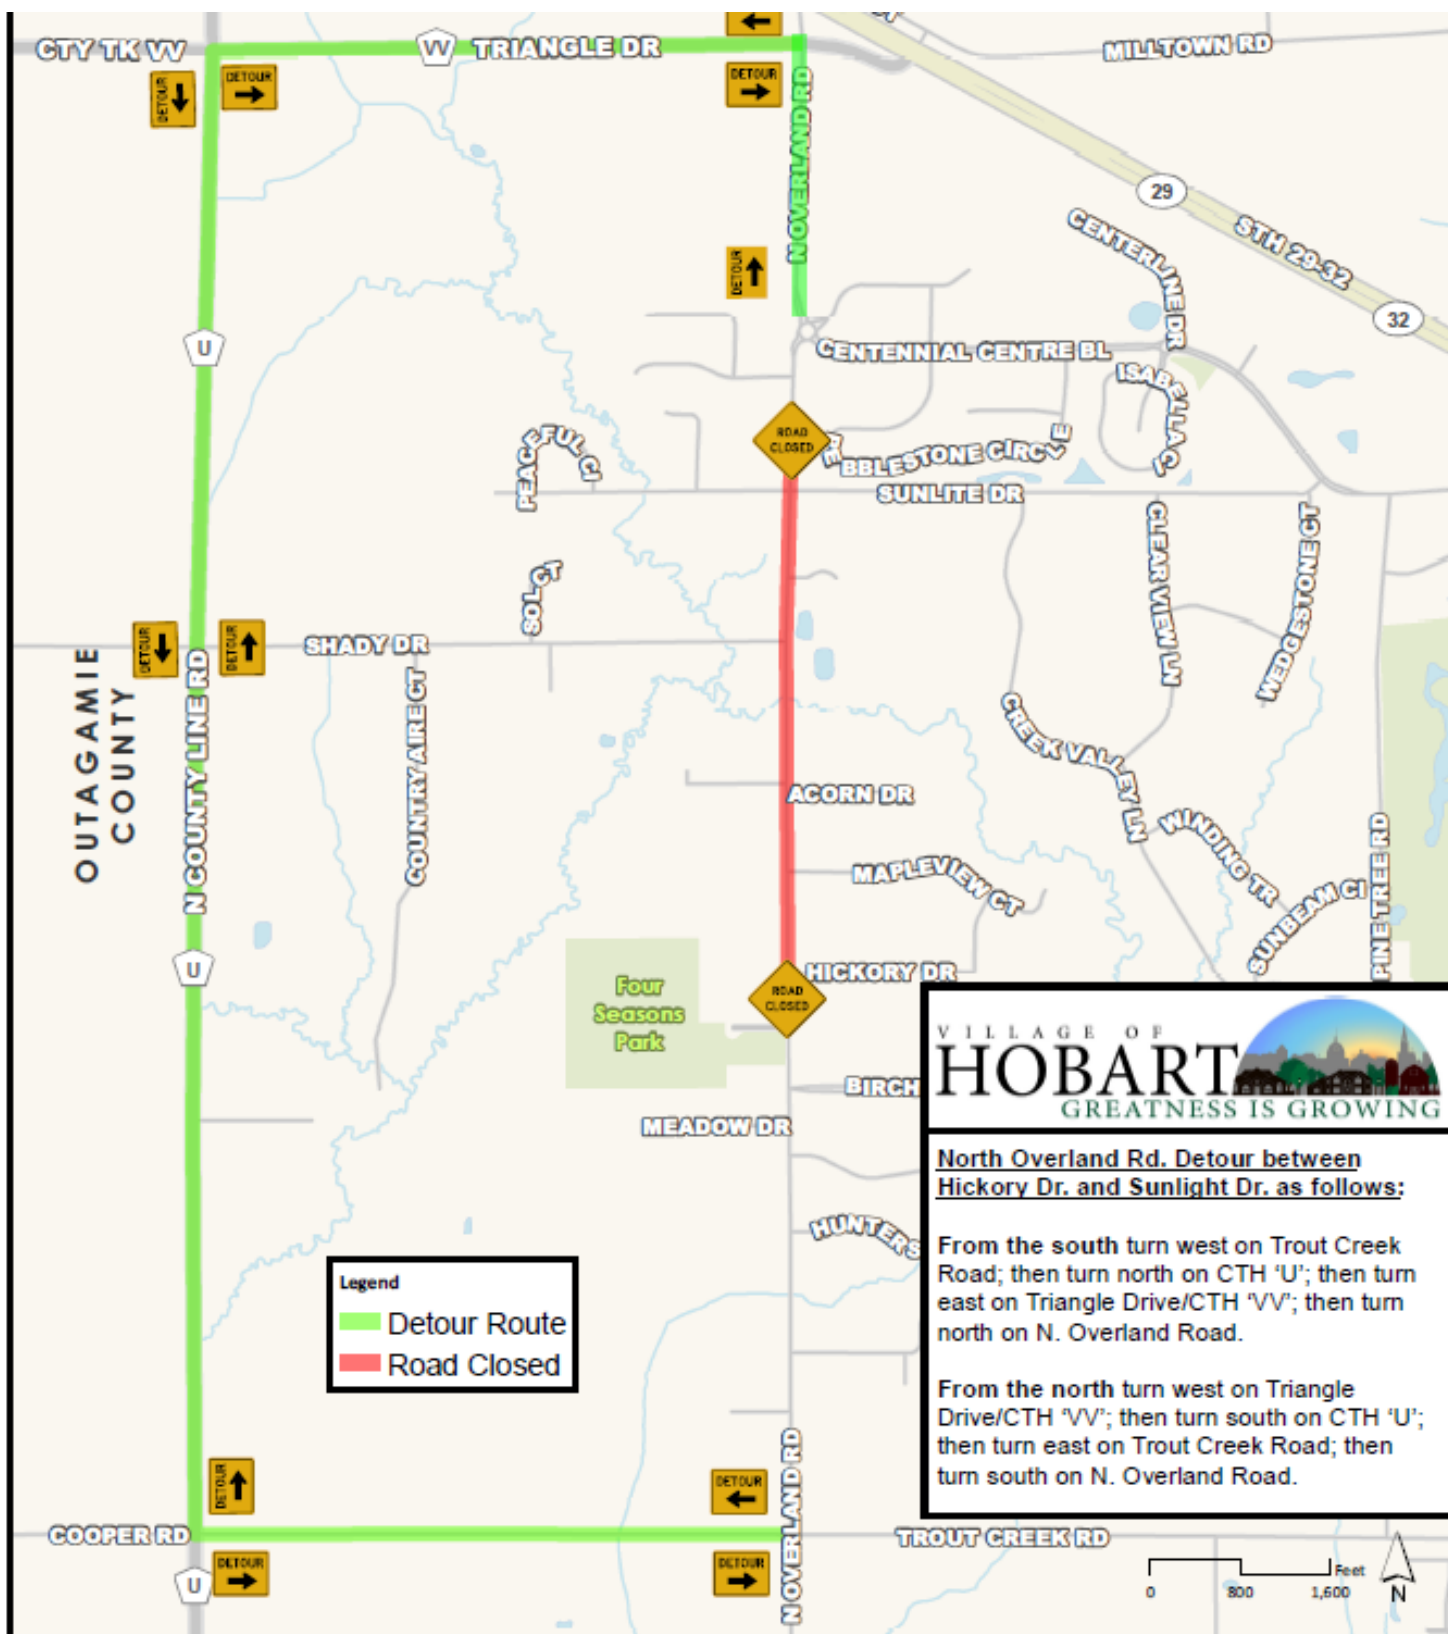 CTY TK VV
VV
TRIANGLE DR
MILLTOWN RD
DETOUR
DETOUR
DETOUR
N OVERLAND RD
29
STH 29-32
32
CENTERLINE DR
DETOUR
U
CENTENNIAL CENTRE BL
ISABELLA CI
ROAD
CLOSED
BBLESTONE CIRCLE
PEACEFUL CI
SUNLITE DR
CLEAR VIEW LN
WEDGESTONE CT
SOL CT
DETOUR
DETOUR
SHADY DR
OUTAGAMIE
COUNTY
N COUNTY LINE RD
COUNTRY AIRE CT
CREEK VALLEY LN
ACORN DR
WINDING TR
MAPLEVIEW CT
SUNBEAM CI
PINE TREE RD
U
HICKORY DR
ROAD
CLOSED
Four
Seasons
Park
BIRCH
MEADOW DR
HUNTERS
VILLAGE OF
HOBART
GREATNESS IS GROWING
North Overland Rd. Detour between
Hickory Dr. and Sunlight Dr. as follows:
From the south turn west on Trout Creek
Road; then turn north on CTH 'U'; then turn
east on Triangle Drive/CTH 'VV'; then turn
north on N. Overland Road.
From the north turn west on Triangle
Drive/CTH 'VV'; then turn south on CTH 'U';
then turn east on Trout Creek Road; then
turn south on N. Overland Road.
Legend
Detour Route
Road Closed
DETOUR
DETOUR
N OVERLAND RD
COOPER RD
TROUT CREEK RD
DETOUR
DETOUR
U
Feet
0 800 1,600
N